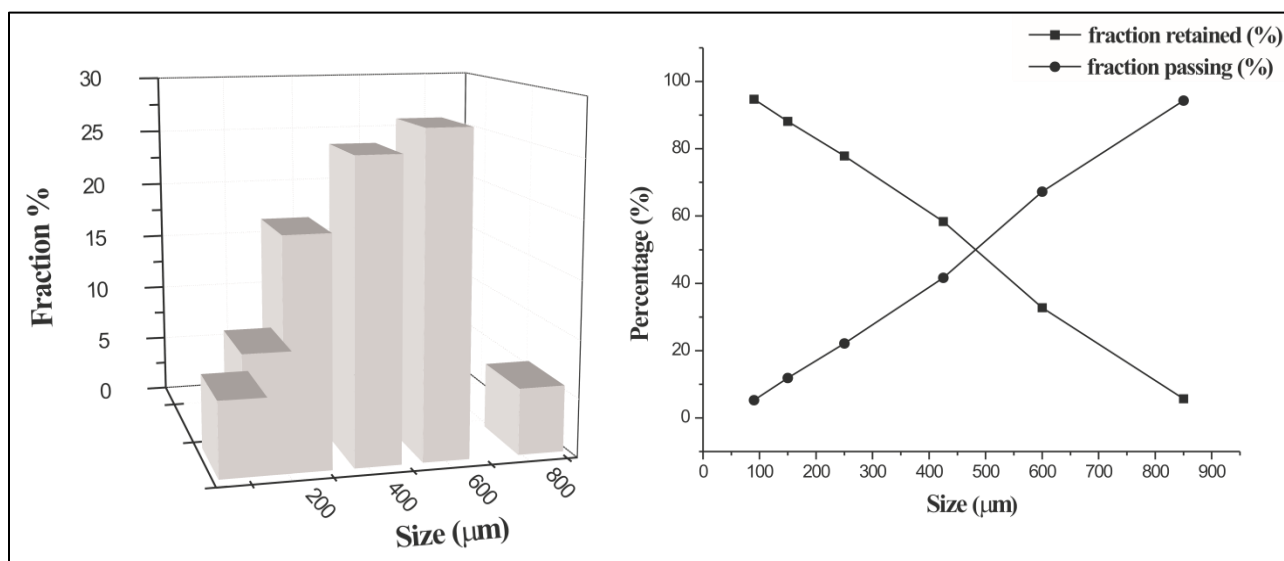 30
25
20
15
10
5
0
Fraction %
200
400
600
800
Size (μm)
fraction retained (%)
fraction passing (%)
100
80
60
40
20
0
Percentage (%)
0 100 200 300 400 500 600 700 800 900
Size (μm)